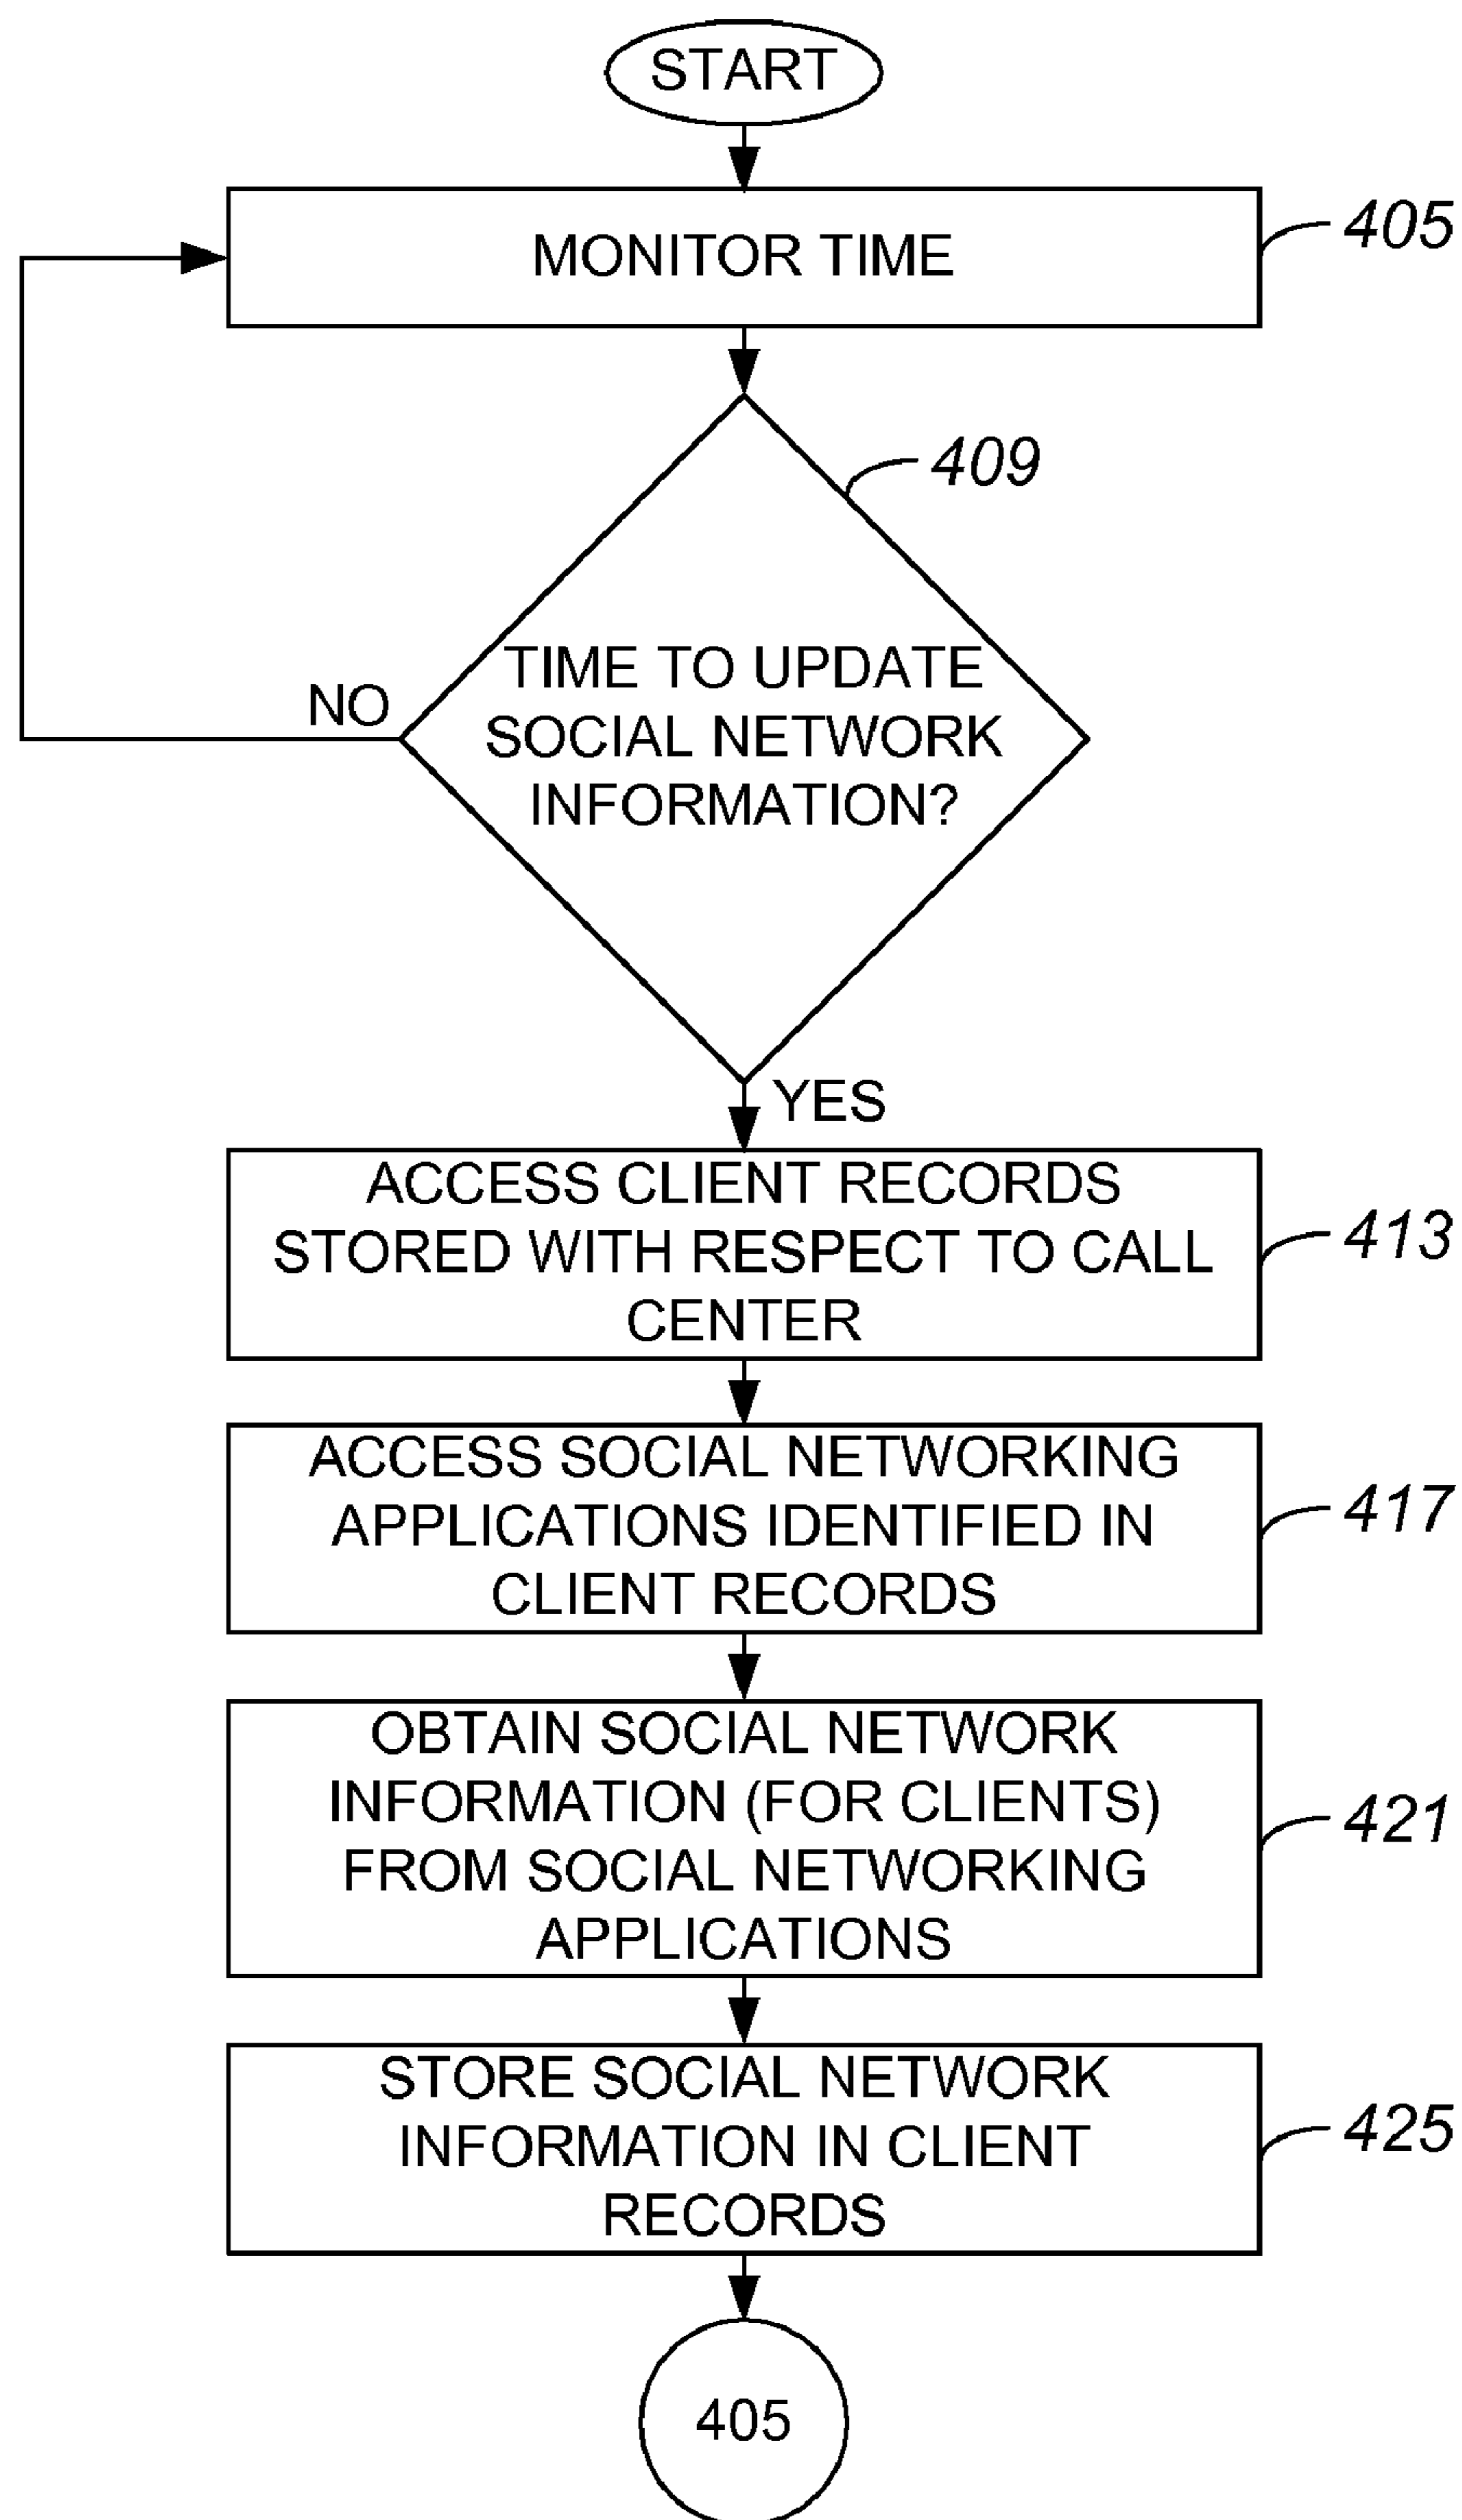 START
MONITOR TIME
405
409
TIME TO UPDATE
SOCIAL NETWORK
INFORMATION?
NO
YES
ACCESS CLIENT RECORDS
STORED WITH RESPECT TO CALL
CENTER
413
ACCESS SOCIAL NETWORKING
APPLICATIONS IDENTIFIED IN
CLIENT RECORDS
417
OBTAIN SOCIAL NETWORK
INFORMATION (FOR CLIENTS)
FROM SOCIAL NETWORKING
APPLICATIONS
421
STORE SOCIAL NETWORK
INFORMATION IN CLIENT
RECORDS
425
405